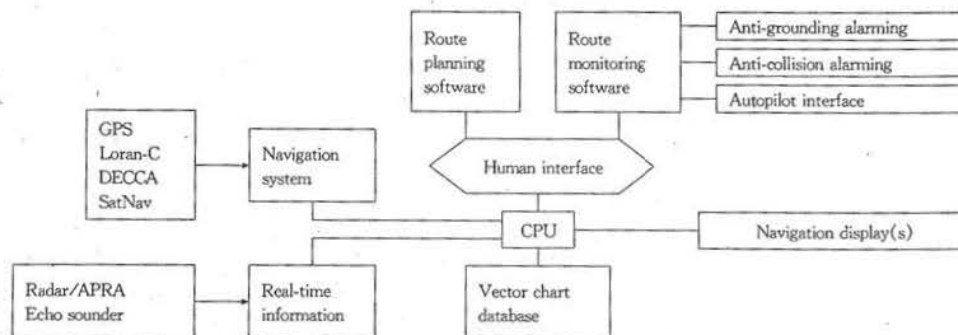 Route
planning
software
Route
monitoring
software
Anti-grounding alarming
Anti-collision alarming
Autopilot interface
GPS
Loran-C
DECCA
SatNav
Navigation
system
Human interface
CPU
Navigation display(s)
Radar/APRA
Echo sounder
Real-time
information
Vector chart
database